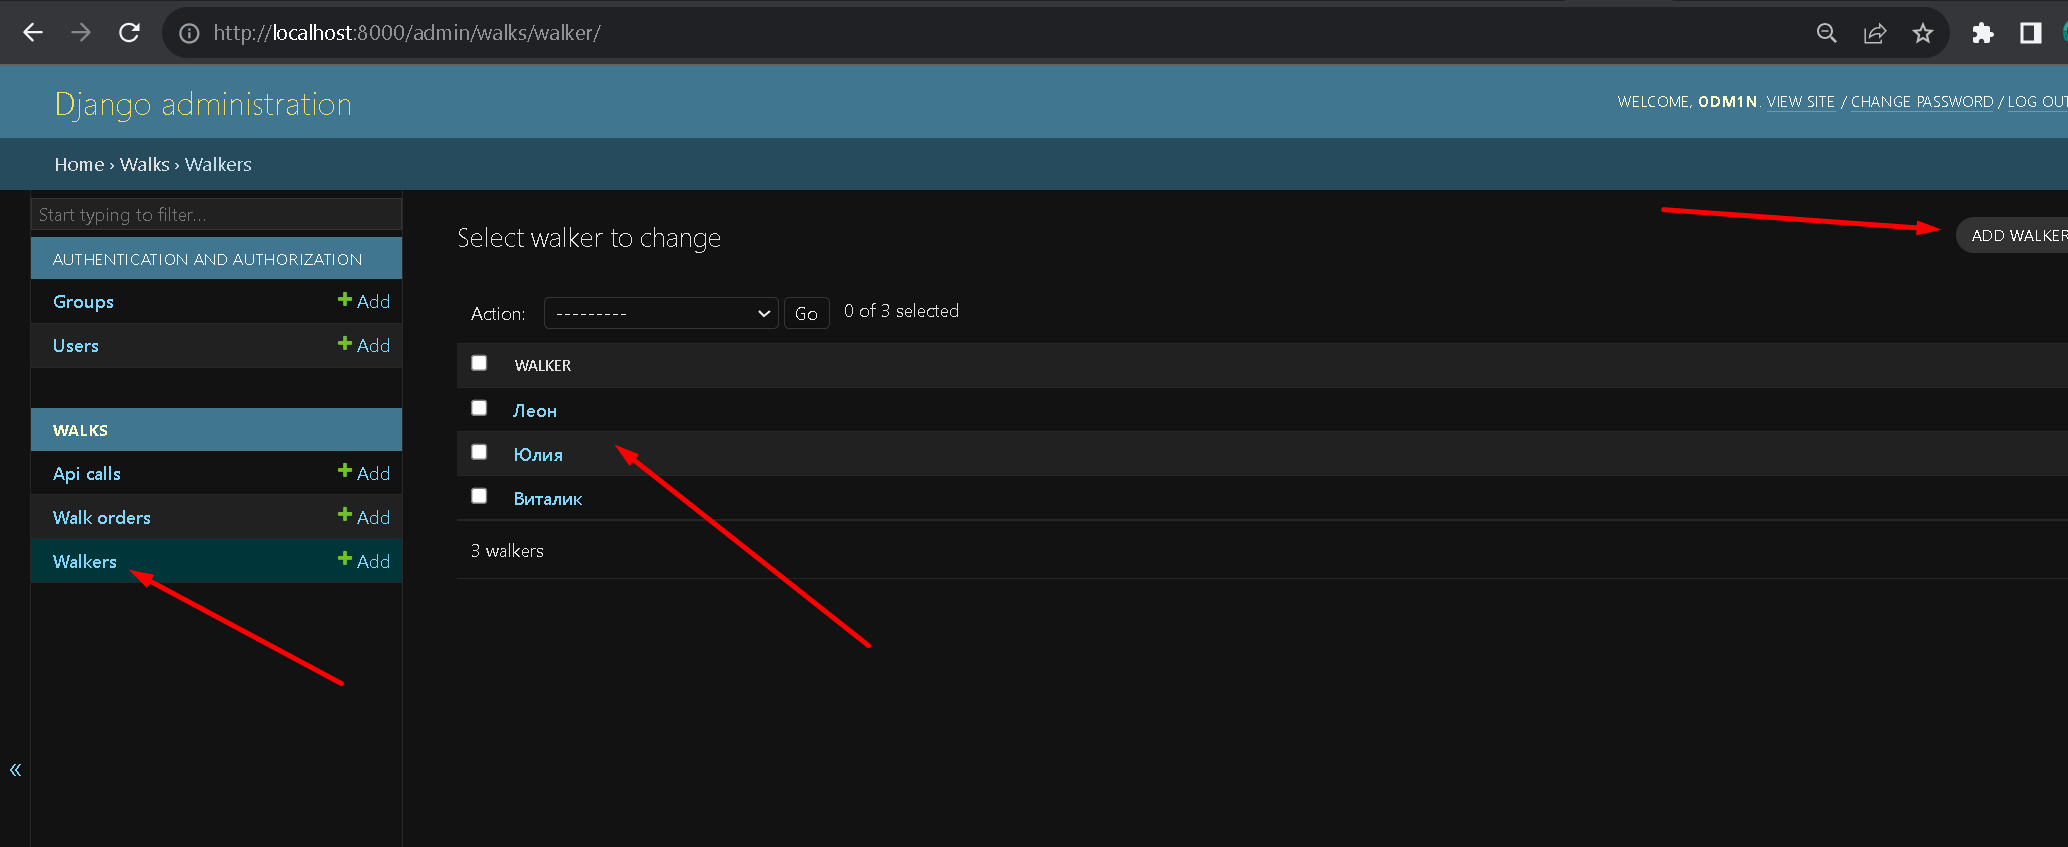 http://localhost:8000/admin/walks/walker/
Django administration
WELCOME, 0DM1N. VIEW SITE / CHANGE PASSWORD / LOG OUT
Home › Walks › Walkers
Start typing to filter...
AUTHENTICATION AND AUTHORIZATION
Groups + Add
Users + Add
WALKS
Api calls + Add
Walk orders + Add
Walkers + Add
«
Select walker to change
ADD WALKER
Action: --------- Go 0 of 3 selected
WALKER
Леон
Юлия
Виталик
3 walkers